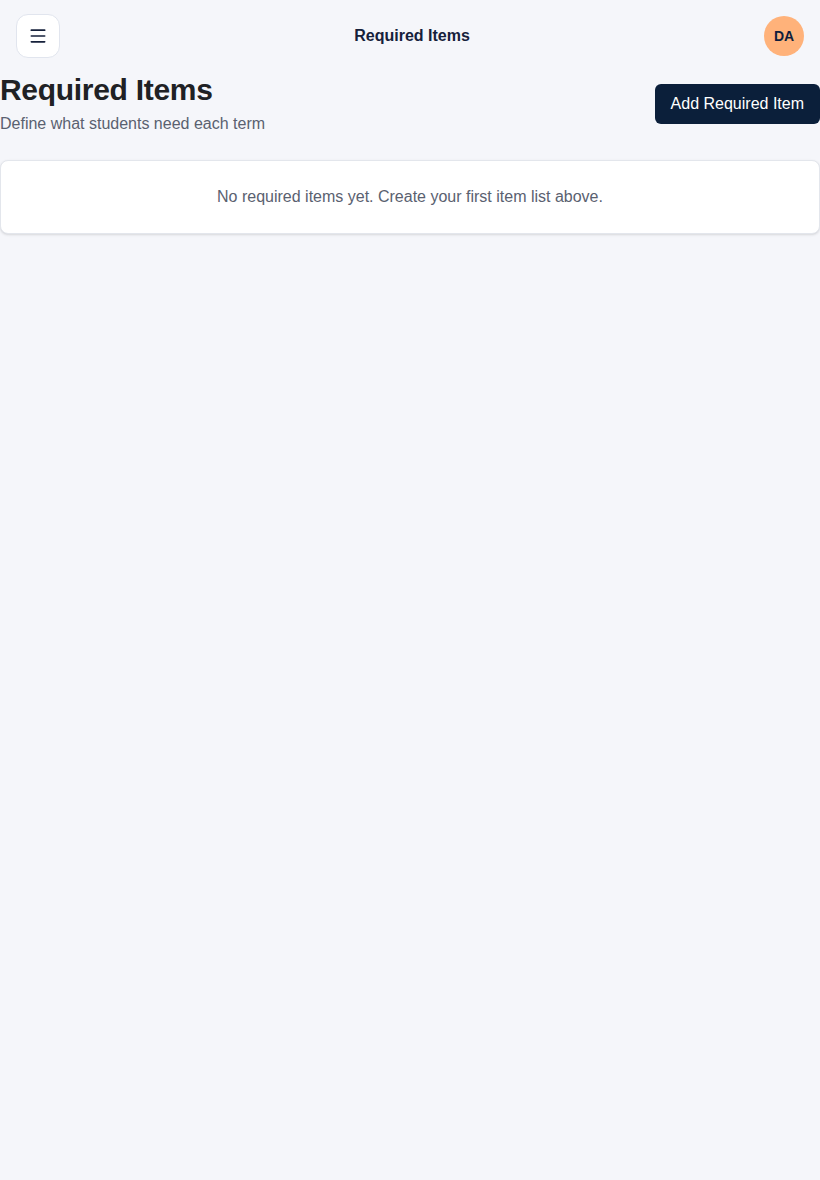 Required Items
DA
Required Items
Define what students need each term
Add Required Item
No required items yet. Create your first item list above.